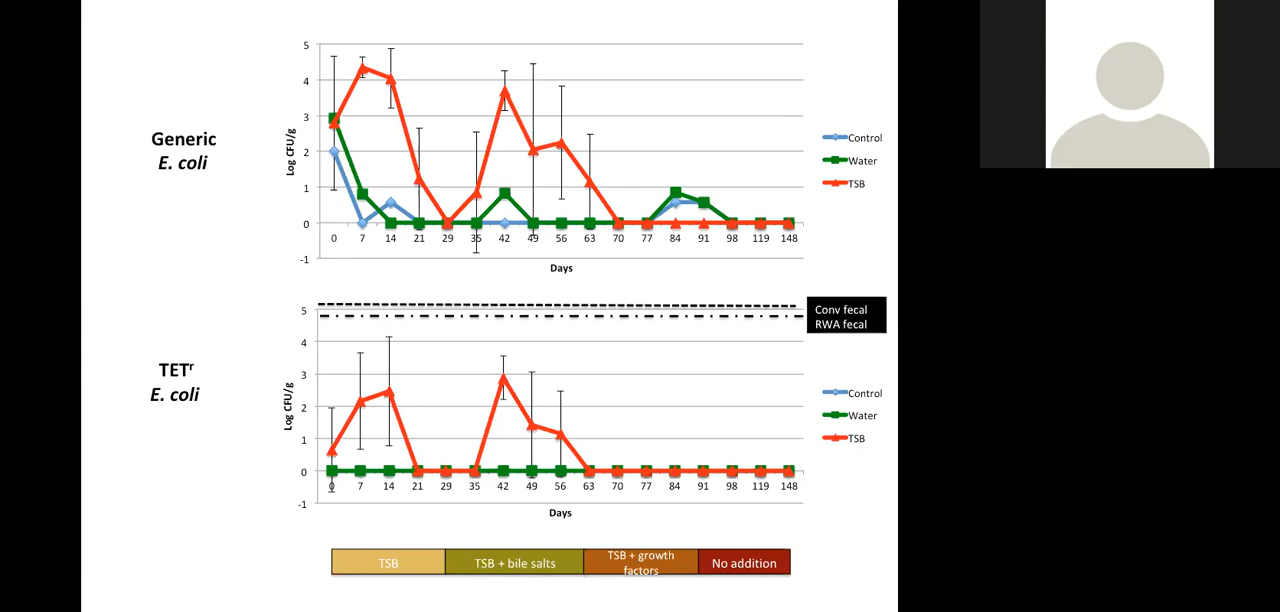 Generic
E. coli
Log CFU/g
5
4
3
2
1
0
-1
0 7 14 21 29 35 42 49 56 63 70 77 84 91 98 119 148
Days
Control
Water
TSB
Conv fecal
RWA fecal
TETr
E. coli
Log CFU/g
5
4
3
2
1
0
-1
0 7 14 21 29 35 42 49 56 63 70 77 84 91 98 119 148
Days
Control
Water
TSB
TSB
TSB + bile salts
TSB + growth
factors
No addition